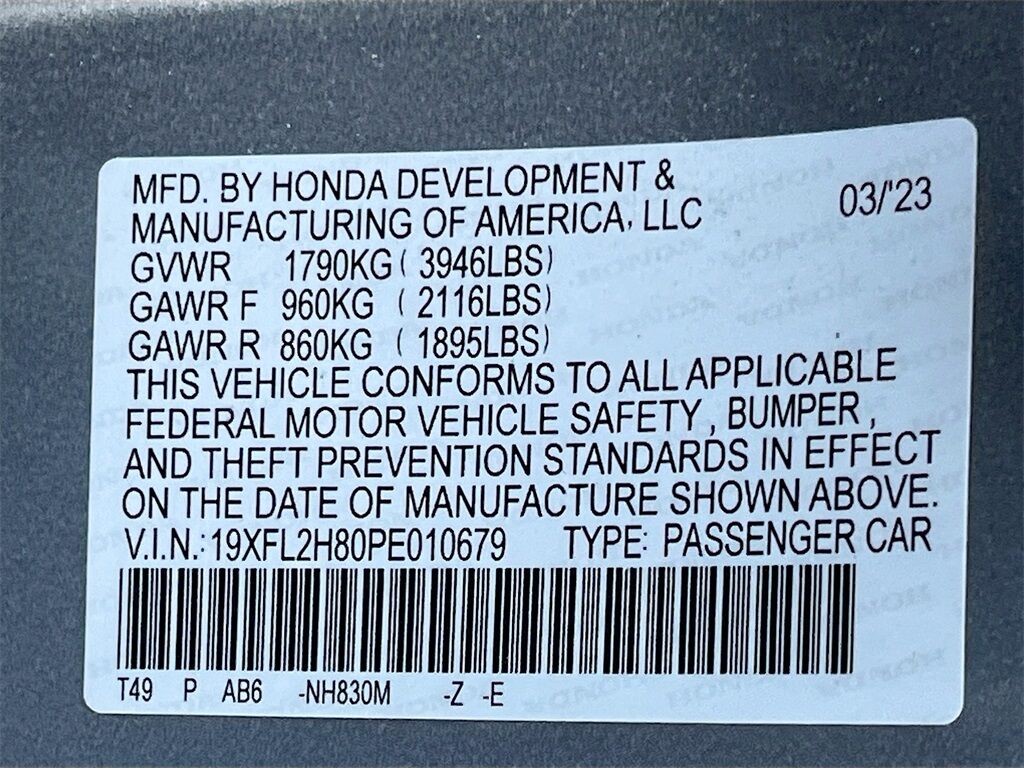 MFD. BY HONDA DEVELOPMENT &
MANUFACTURING OF AMERICA, LLC 03/'23
GVWR 1790KG ( 3946LBS)
GAWR F 960KG ( 2116LBS)
GAWR R 860KG ( 1895LBS)
THIS VEHICLE CONFORMS TO ALL APPLICABLE
FEDERAL MOTOR VEHICLE SAFETY , BUMPER ,
AND THEFT PREVENTION STANDARDS IN EFFECT
ON THE DATE OF MANUFACTURE SHOWN ABOVE.
V.I.N.: 19XFL2H80PE010679 TYPE: PASSENGER CAR
T49 P AB6 -NH830M -Z -E